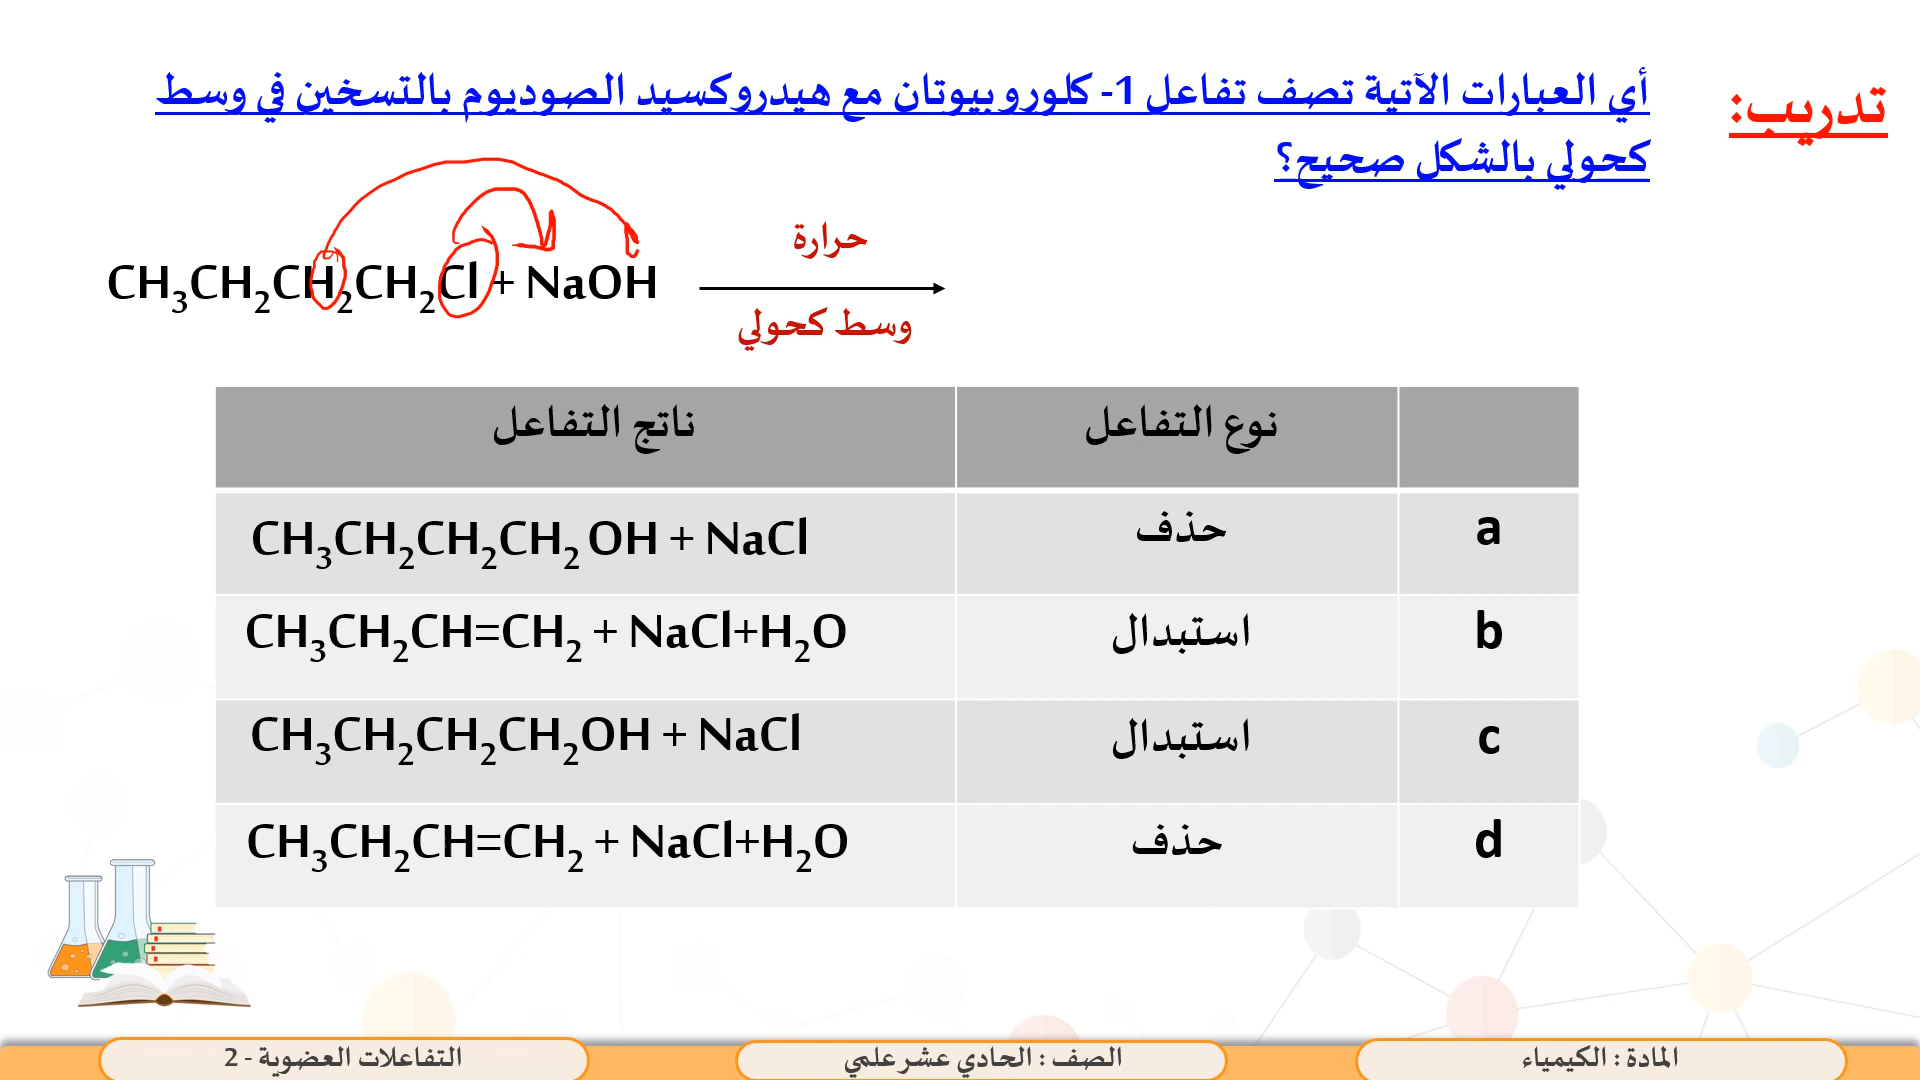 تدريب:
أي العبارات الآتية تصف تفاعل 1- كلوروبيوتان مع هيدروكسيد الصوديوم بالتسخين في وسط
كحولي بالشكل صحيح؟
CH₃CH₂CH₂CH₂Cl + NaOH
حرارة
وسط كحولي
نوع التفاعل ناتج التفاعل
a حذف CH₃CH₂CH₂CH₂ OH + NaCl
b استبدال CH₃CH₂CH=CH₂ + NaCl+H₂O
c استبدال CH₃CH₂CH₂CH₂OH + NaCl
d حذف CH₃CH₂CH=CH₂ + NaCl+H₂O
المادة : الكيمياء
الصف : الحادي عشر علمي
التفاعلات العضوية - 2